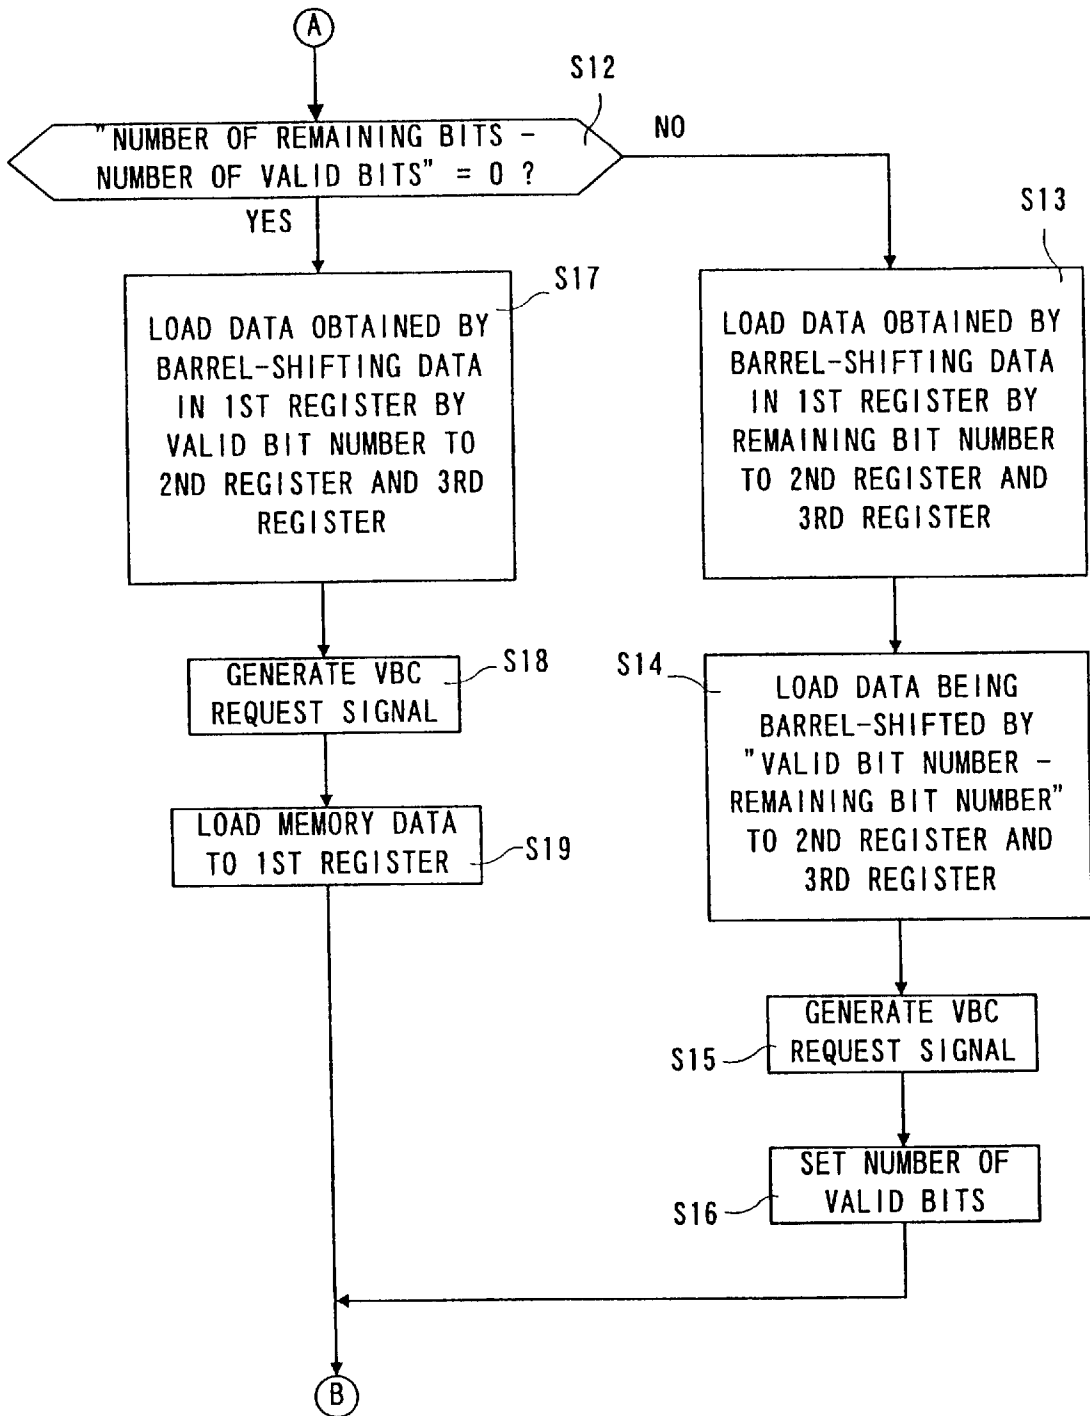 A
S12
"NUMBER OF REMAINING BITS -
NUMBER OF VALID BITS" = 0 ?
NO
YES
S13
S17
LOAD DATA OBTAINED BY
BARREL-SHIFTING DATA
IN 1ST REGISTER BY
VALID BIT NUMBER TO
2ND REGISTER AND 3RD
REGISTER
LOAD DATA OBTAINED BY
BARREL-SHIFTING DATA
IN 1ST REGISTER BY
REMAINING BIT NUMBER
TO 2ND REGISTER AND
3RD REGISTER
S18
GENERATE VBC
REQUEST SIGNAL
S14
LOAD DATA BEING
BARREL-SHIFTED BY
"VALID BIT NUMBER -
REMAINING BIT NUMBER"
TO 2ND REGISTER AND
3RD REGISTER
LOAD MEMORY DATA
TO 1ST REGISTER
S19
GENERATE VBC
REQUEST SIGNAL
S15
SET NUMBER OF
VALID BITS
S16
B